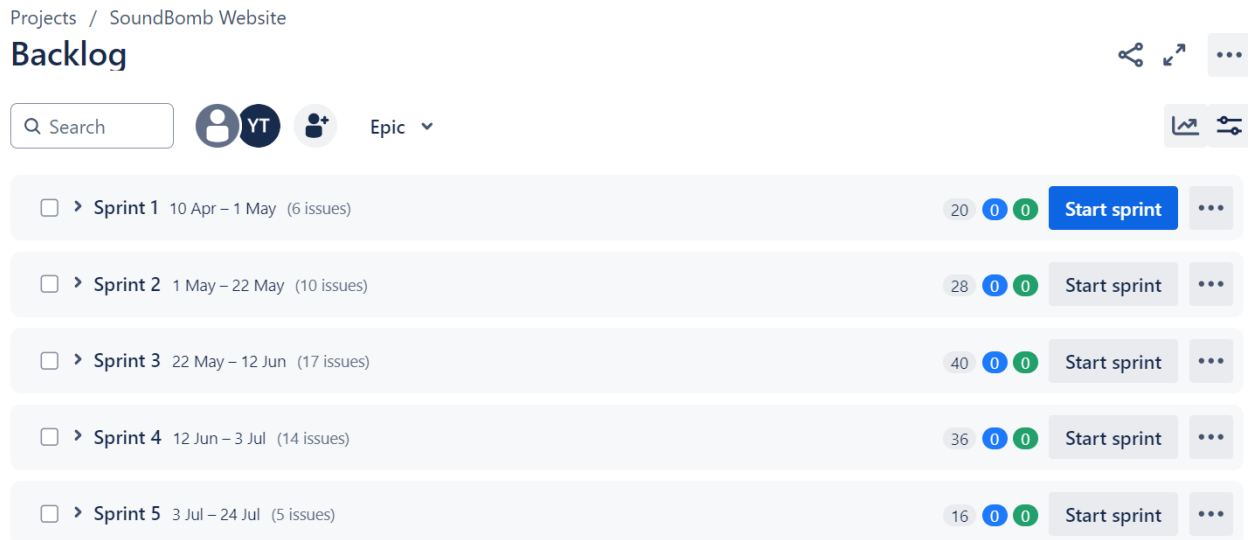 Projects / SoundBomb Website
Backlog
Search YT Epic
Sprint 1 10 Apr – 1 May (6 issues) 20 0 0 Start sprint
Sprint 2 1 May – 22 May (10 issues) 28 0 0 Start sprint
Sprint 3 22 May – 12 Jun (17 issues) 40 0 0 Start sprint
Sprint 4 12 Jun – 3 Jul (14 issues) 36 0 0 Start sprint
Sprint 5 3 Jul – 24 Jul (5 issues) 16 0 0 Start sprint